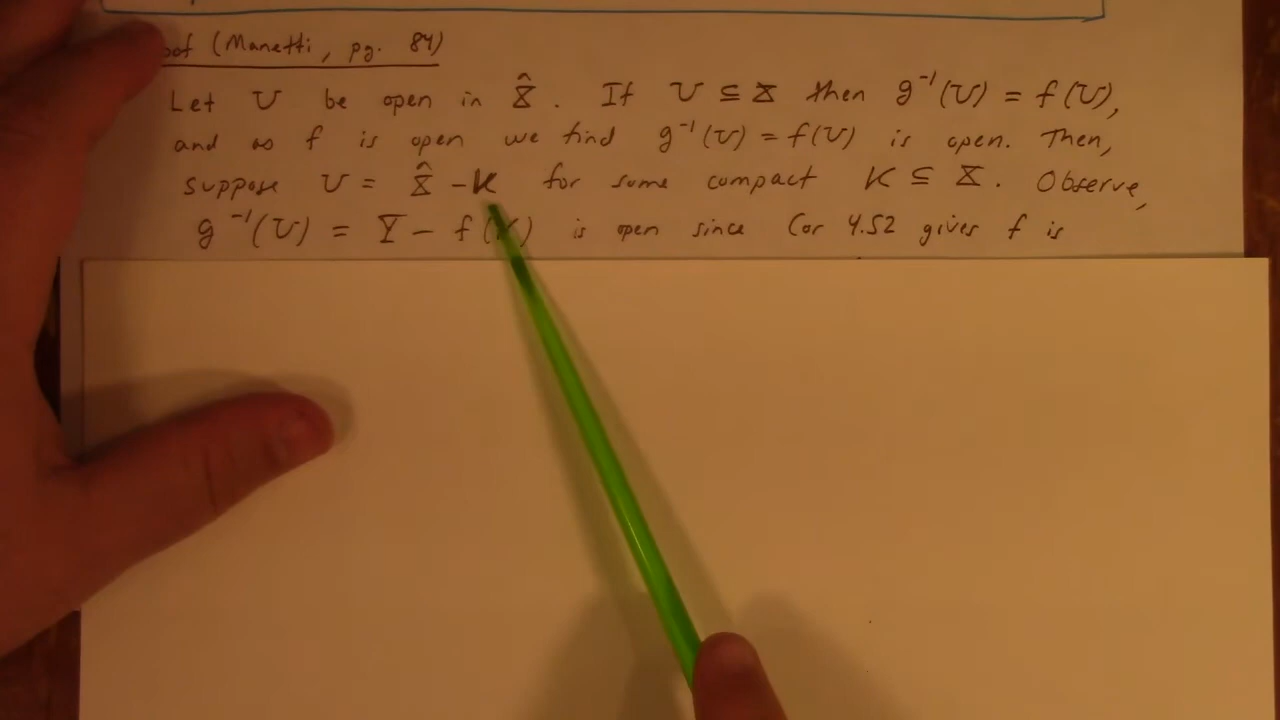 oof (Manetti, pg. 84)
Let U be open in X̂. If U ⊆ X then g⁻¹(U) = f(U),
and as f is open we find g⁻¹(U) = f(U) is open. Then,
suppose U = X̂ - K for some compact K ⊆ X. Observe,
g⁻¹(U) = Y - f(K) is open since Cor 4.52 gives f is